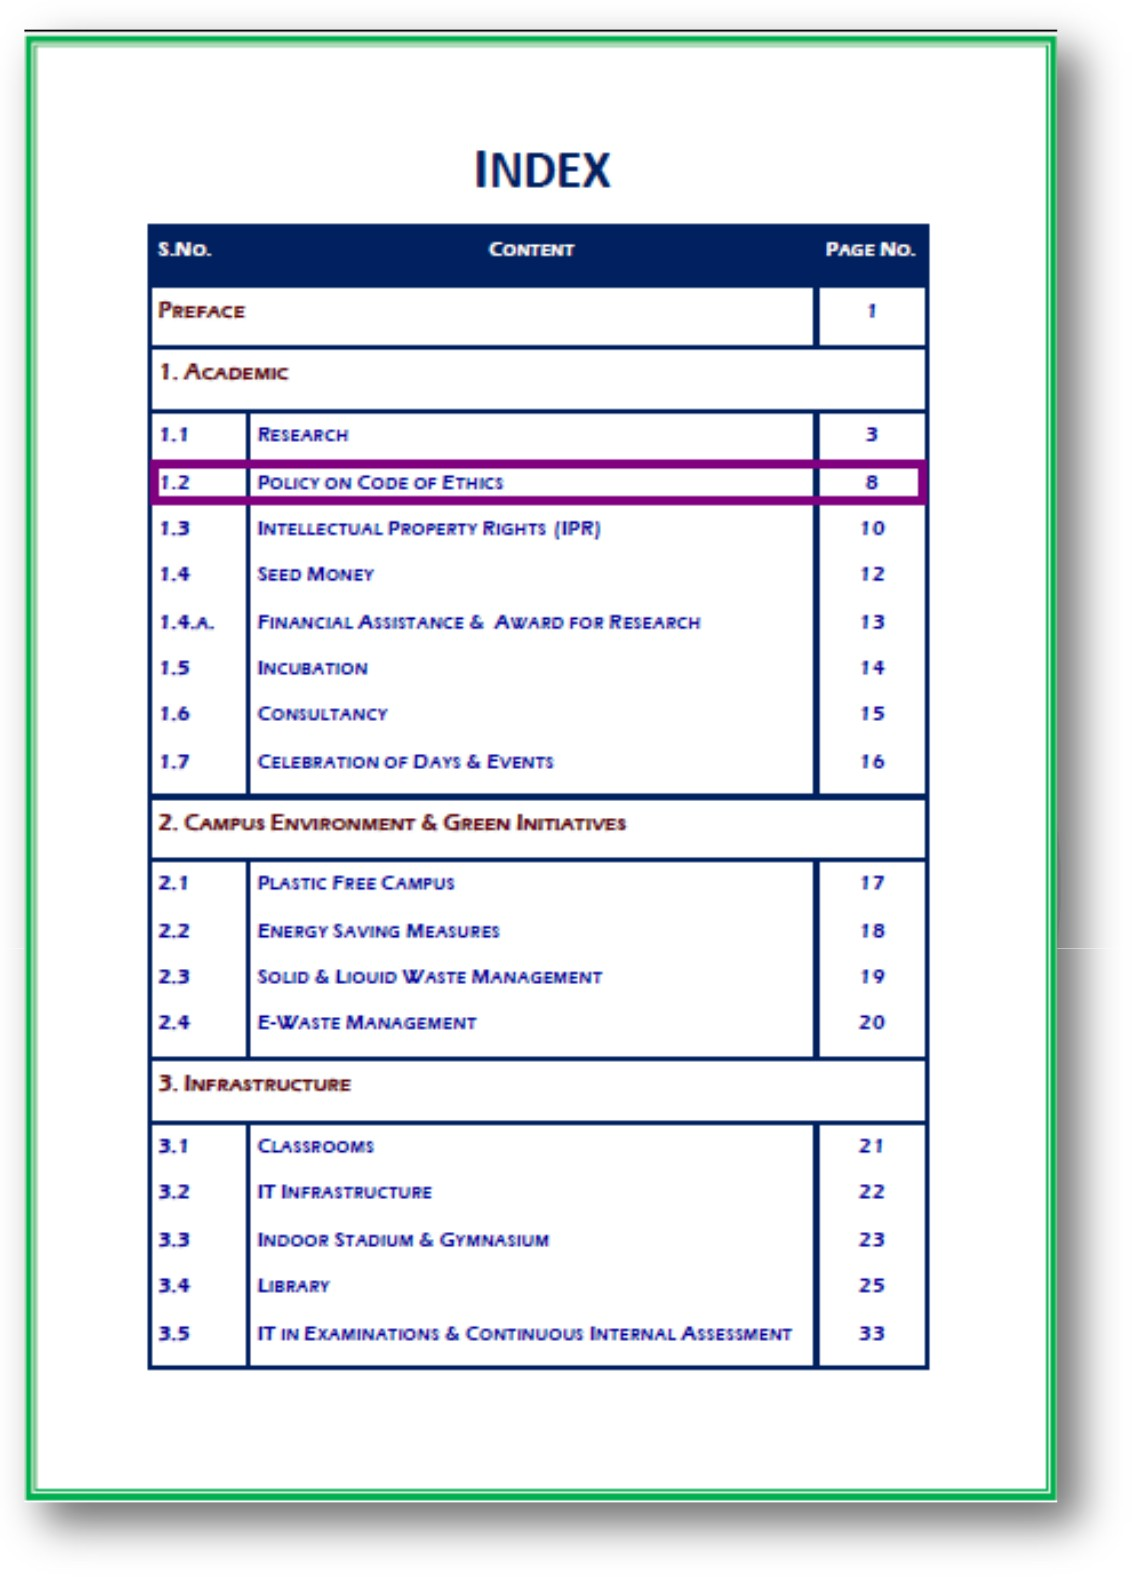 INDEX
S.No. CONTENT PAGE No.
PREFACE 1
1. ACADEMIC
1.1 RESEARCH 3
1.2 POLICY ON CODE OF ETHICS 8
1.3 INTELLECTUAL PROPERTY RIGHTS (IPR) 10
1.4 SEED MONEY 12
1.4.A. FINANCIAL ASSISTANCE & AWARD FOR RESEARCH 13
1.5 INCUBATION 14
1.6 CONSULTANCY 15
1.7 CELEBRATION OF DAYS & EVENTS 16
2. CAMPUS ENVIRONMENT & GREEN INITIATIVES
2.1 PLASTIC FREE CAMPUS 17
2.2 ENERGY SAVING MEASURES 18
2.3 SOLID & LIQUID WASTE MANAGEMENT 19
2.4 E-WASTE MANAGEMENT 20
3. INFRASTRUCTURE
3.1 CLASSROOMS 21
3.2 IT INFRASTRUCTURE 22
3.3 INDOOR STADIUM & GYMNASIUM 23
3.4 LIBRARY 25
3.5 IT IN EXAMINATIONS & CONTINUOUS INTERNAL ASSESSMENT 33